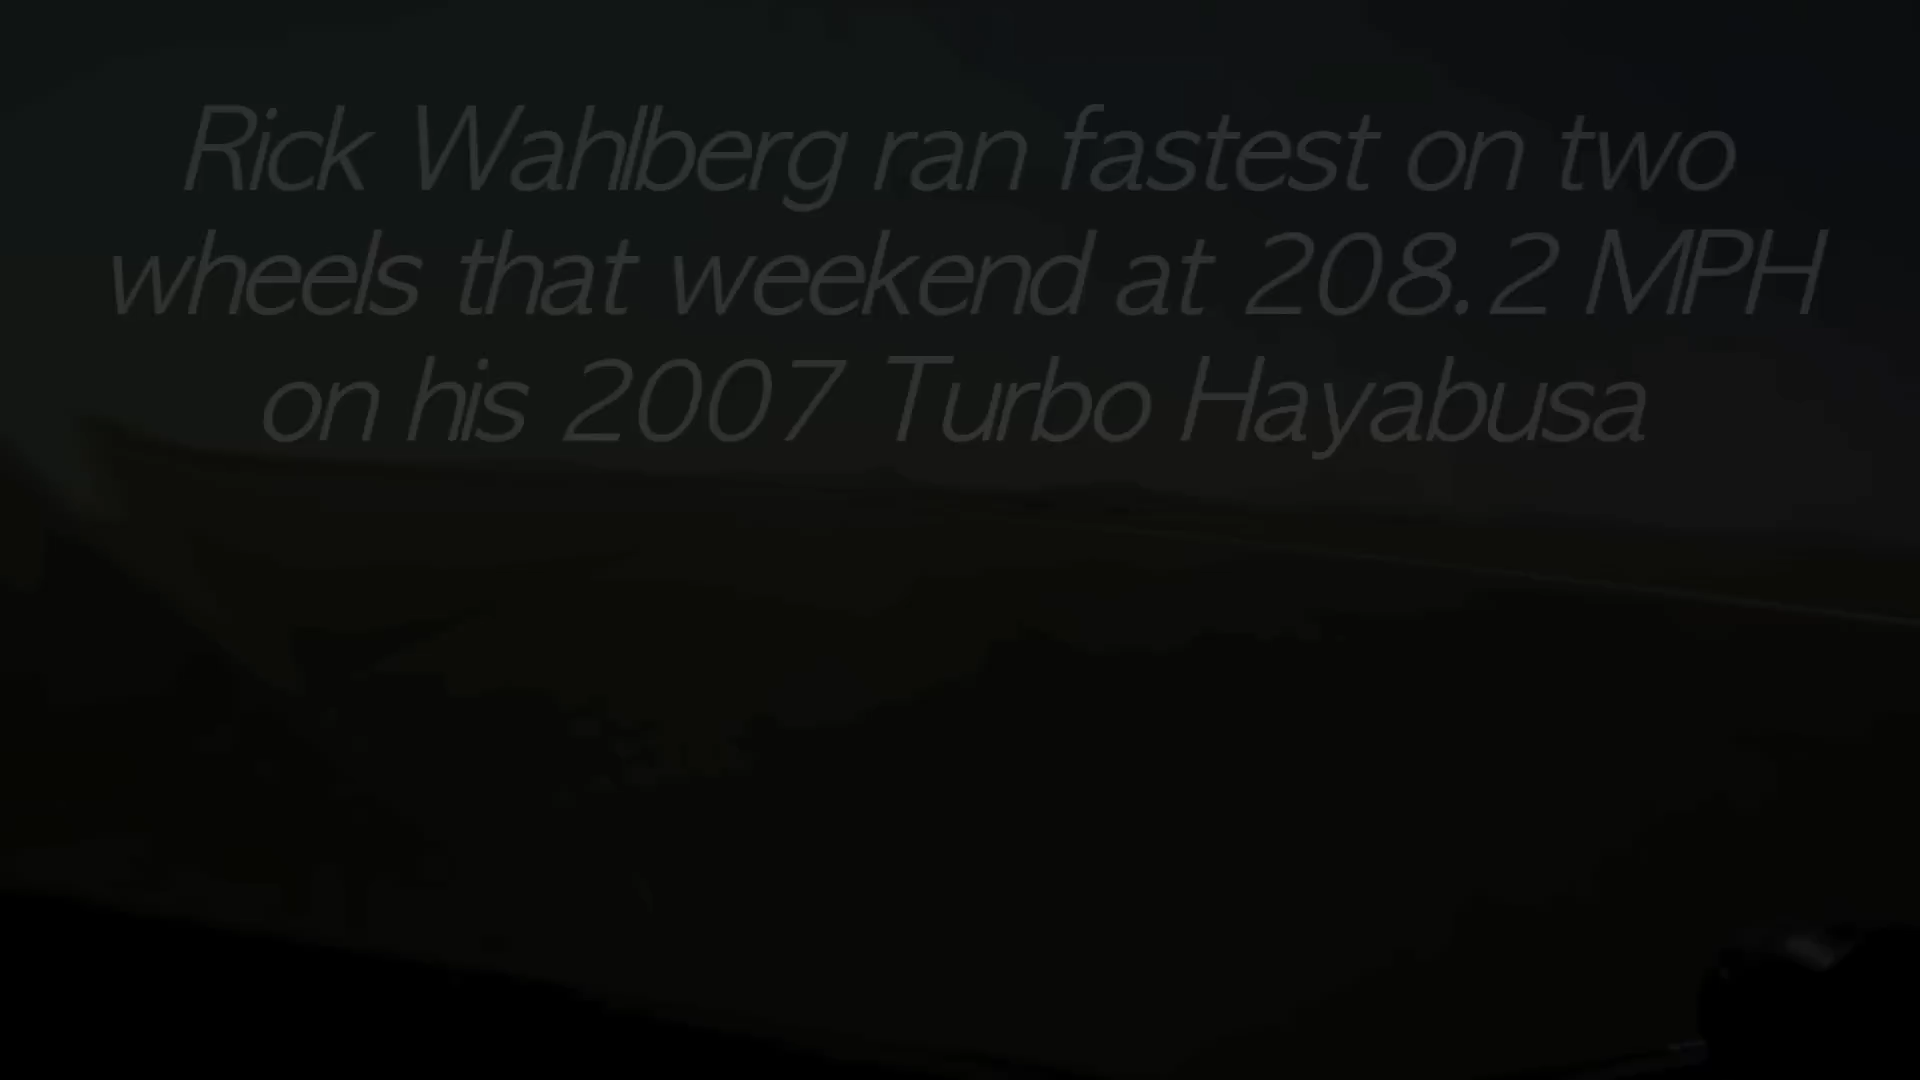 Rick Wahlberg ran fastest on two
wheels that weekend at 208.2 MPH
on his 2007 Turbo Hayabusa